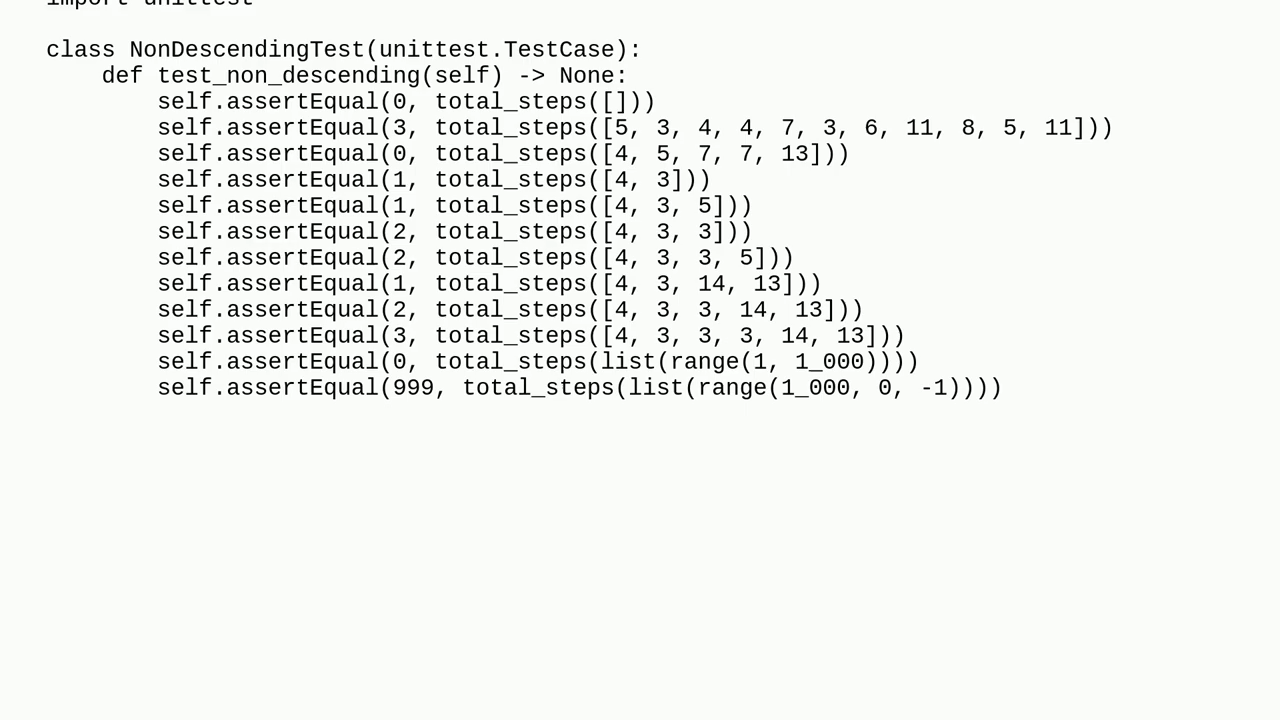 import unittest
class NonDescendingTest(unittest.TestCase):
    def test_non_descending(self) -> None:
        self.assertEqual(0, total_steps([]))
        self.assertEqual(3, total_steps([5, 3, 4, 4, 7, 3, 6, 11, 8, 5, 11]))
        self.assertEqual(0, total_steps([4, 5, 7, 7, 13]))
        self.assertEqual(1, total_steps([4, 3]))
        self.assertEqual(1, total_steps([4, 3, 5]))
        self.assertEqual(2, total_steps([4, 3, 3]))
        self.assertEqual(2, total_steps([4, 3, 3, 5]))
        self.assertEqual(1, total_steps([4, 3, 14, 13]))
        self.assertEqual(2, total_steps([4, 3, 3, 14, 13]))
        self.assertEqual(3, total_steps([4, 3, 3, 3, 14, 13]))
        self.assertEqual(0, total_steps(list(range(1, 1_000))))
        self.assertEqual(999, total_steps(list(range(1_000, 0, -1))))